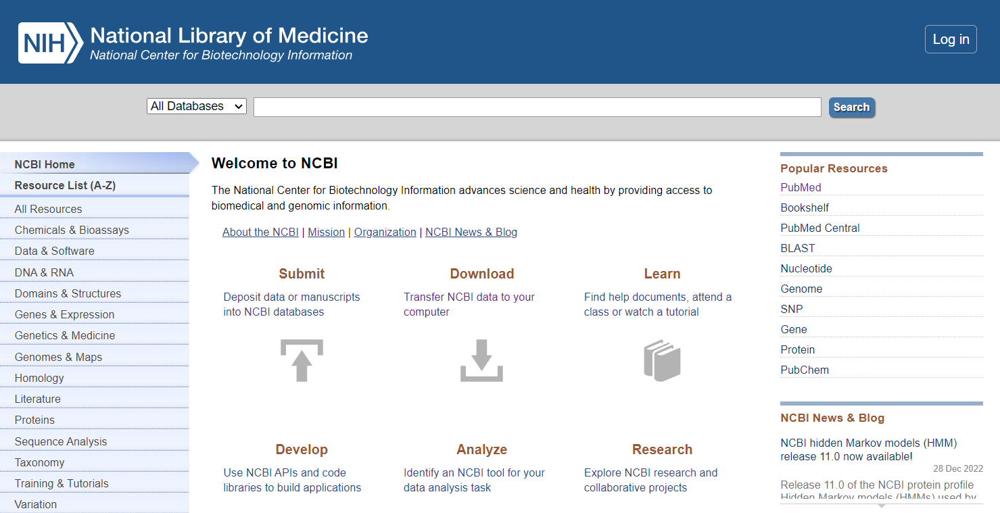 NIH
National Library of Medicine
National Center for Biotechnology Information
Log in
All Databases
Search
NCBI Home
Resource List (A-Z)
All Resources
Chemicals & Bioassays
Data & Software
DNA & RNA
Domains & Structures
Genes & Expression
Genetics & Medicine
Genomes & Maps
Homology
Literature
Proteins
Sequence Analysis
Taxonomy
Training & Tutorials
Variation
Welcome to NCBI
The National Center for Biotechnology Information advances science and health by providing access to
biomedical and genomic information.
About the NCBI | Mission | Organization | NCBI News & Blog
Submit
Deposit data or manuscripts
into NCBI databases
Download
Transfer NCBI data to your
computer
Learn
Find help documents, attend a
class or watch a tutorial
Develop
Use NCBI APIs and code
libraries to build applications
Analyze
Identify an NCBI tool for your
data analysis task
Research
Explore NCBI research and
collaborative projects
Popular Resources
PubMed
Bookshelf
PubMed Central
BLAST
Nucleotide
Genome
SNP
Gene
Protein
PubChem
NCBI News & Blog
NCBI hidden Markov models (HMM)
release 11.0 now available!
28 Dec 2022
Release 11.0 of the NCBI protein profile
Hidden Markov models (HMMs) used by